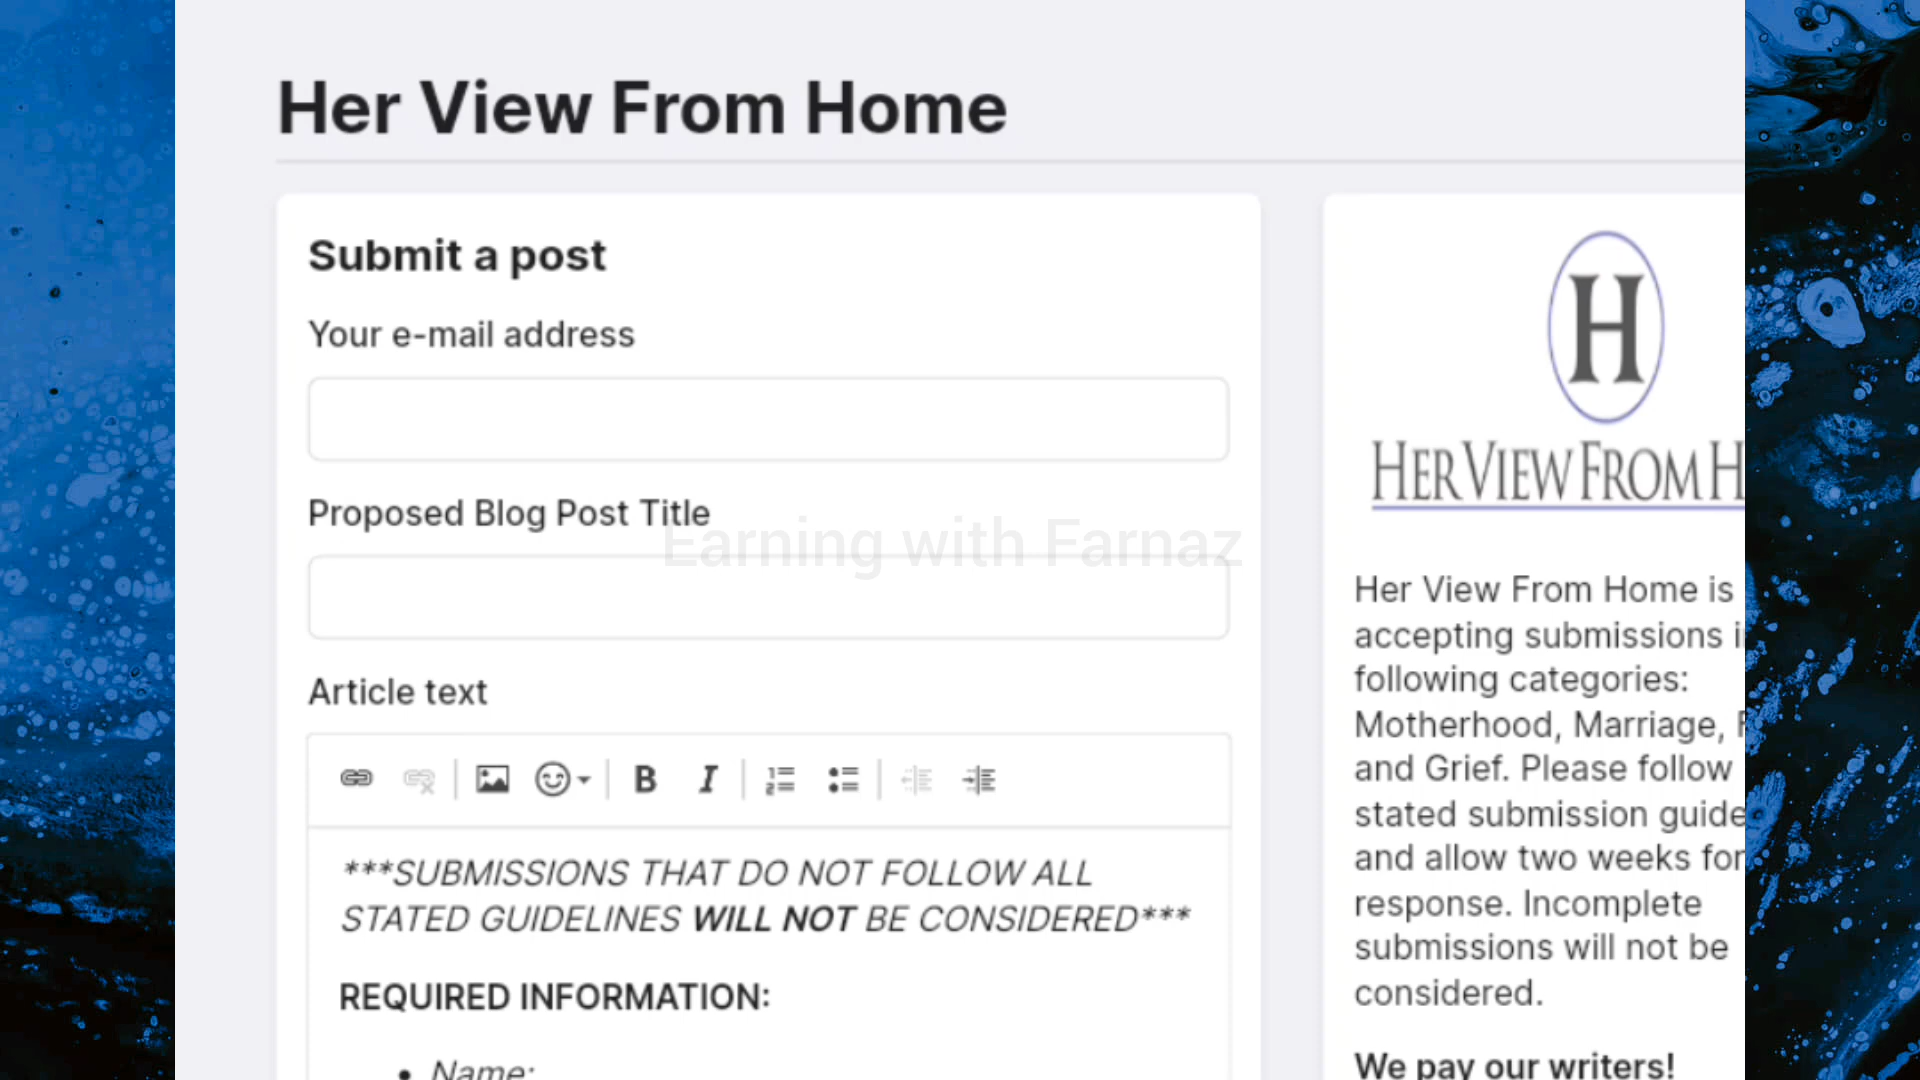 Her View From Home
Submit a post
Your e-mail address
Proposed Blog Post Title
Earning with Farnaz
Article text
***SUBMISSIONS THAT DO NOT FOLLOW ALL
STATED GUIDELINES WILL NOT BE CONSIDERED***
REQUIRED INFORMATION:
• Name:
H
HER VIEW FROM H
Her View From Home is
accepting submissions
following categories:
Motherhood, Marriage,
and Grief. Please follow
stated submission guide
and allow two weeks for
response. Incomplete
submissions will not be
considered.
We pay our writers!